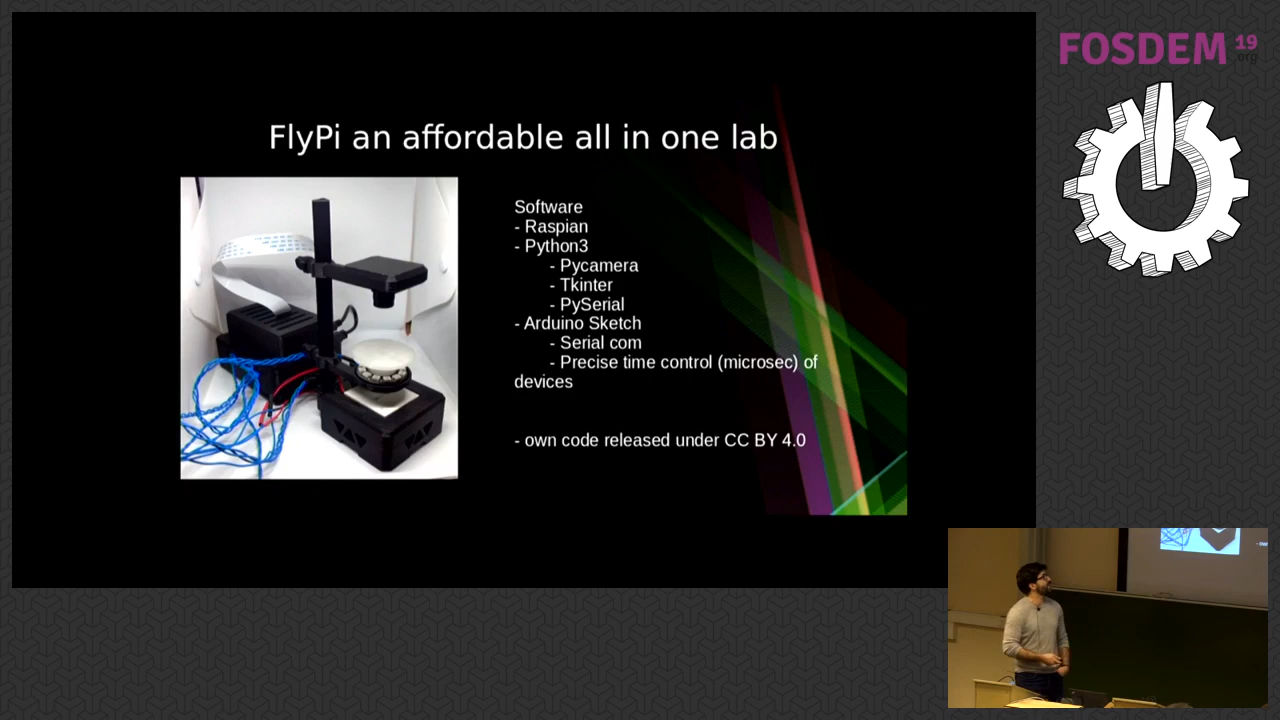 FOSDEM 19
.org
FlyPi an affordable all in one lab
Software
- Raspian
- Python3
- Pycamera
- Tkinter
- PySerial
- Arduino Sketch
- Serial com
- Precise time control (microsec) of
devices
- own code released under CC BY 4.0